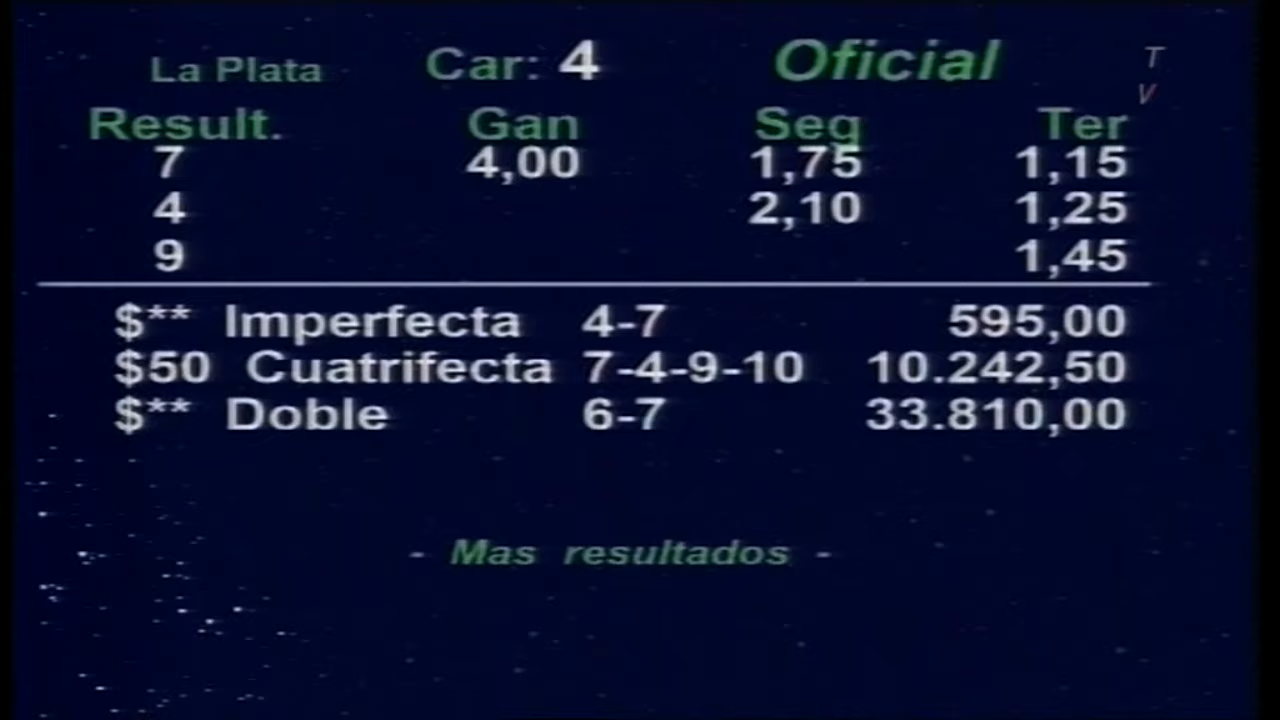 La Plata Car: 4 Oficial T
V
Result. Gan Seg Ter
7 4,00 1,75 1,15
4 2,10 1,25
9 1,45
$** Imperfecta 4-7 595,00
$50 Cuatrifecta 7-4-9-10 10.242,50
$** Doble 6-7 33.810,00
- Mas resultados -